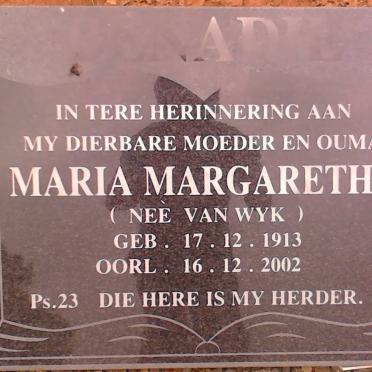 IN TERE HERINNERING AAN
MY DIERBARE MOEDER EN OUMA
MARIA MARGARETH
( NEÈ VAN WYK )
GEB . 17 . 12 . 1913
OORL . 16 . 12 . 2002
Ps.23 DIE HERE IS MY HERDER.